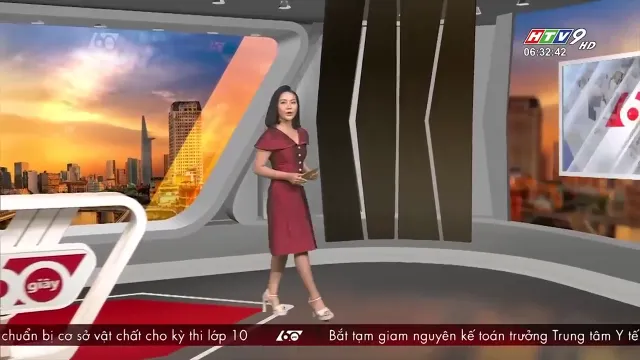 HTV9 HD
06:32:42
60
60
giây
chuẩn bị cơ sở vật chất cho kỳ thi lớp 10 60 Bắt tạm giam nguyên kế toán trưởng Trung tâm Y tế